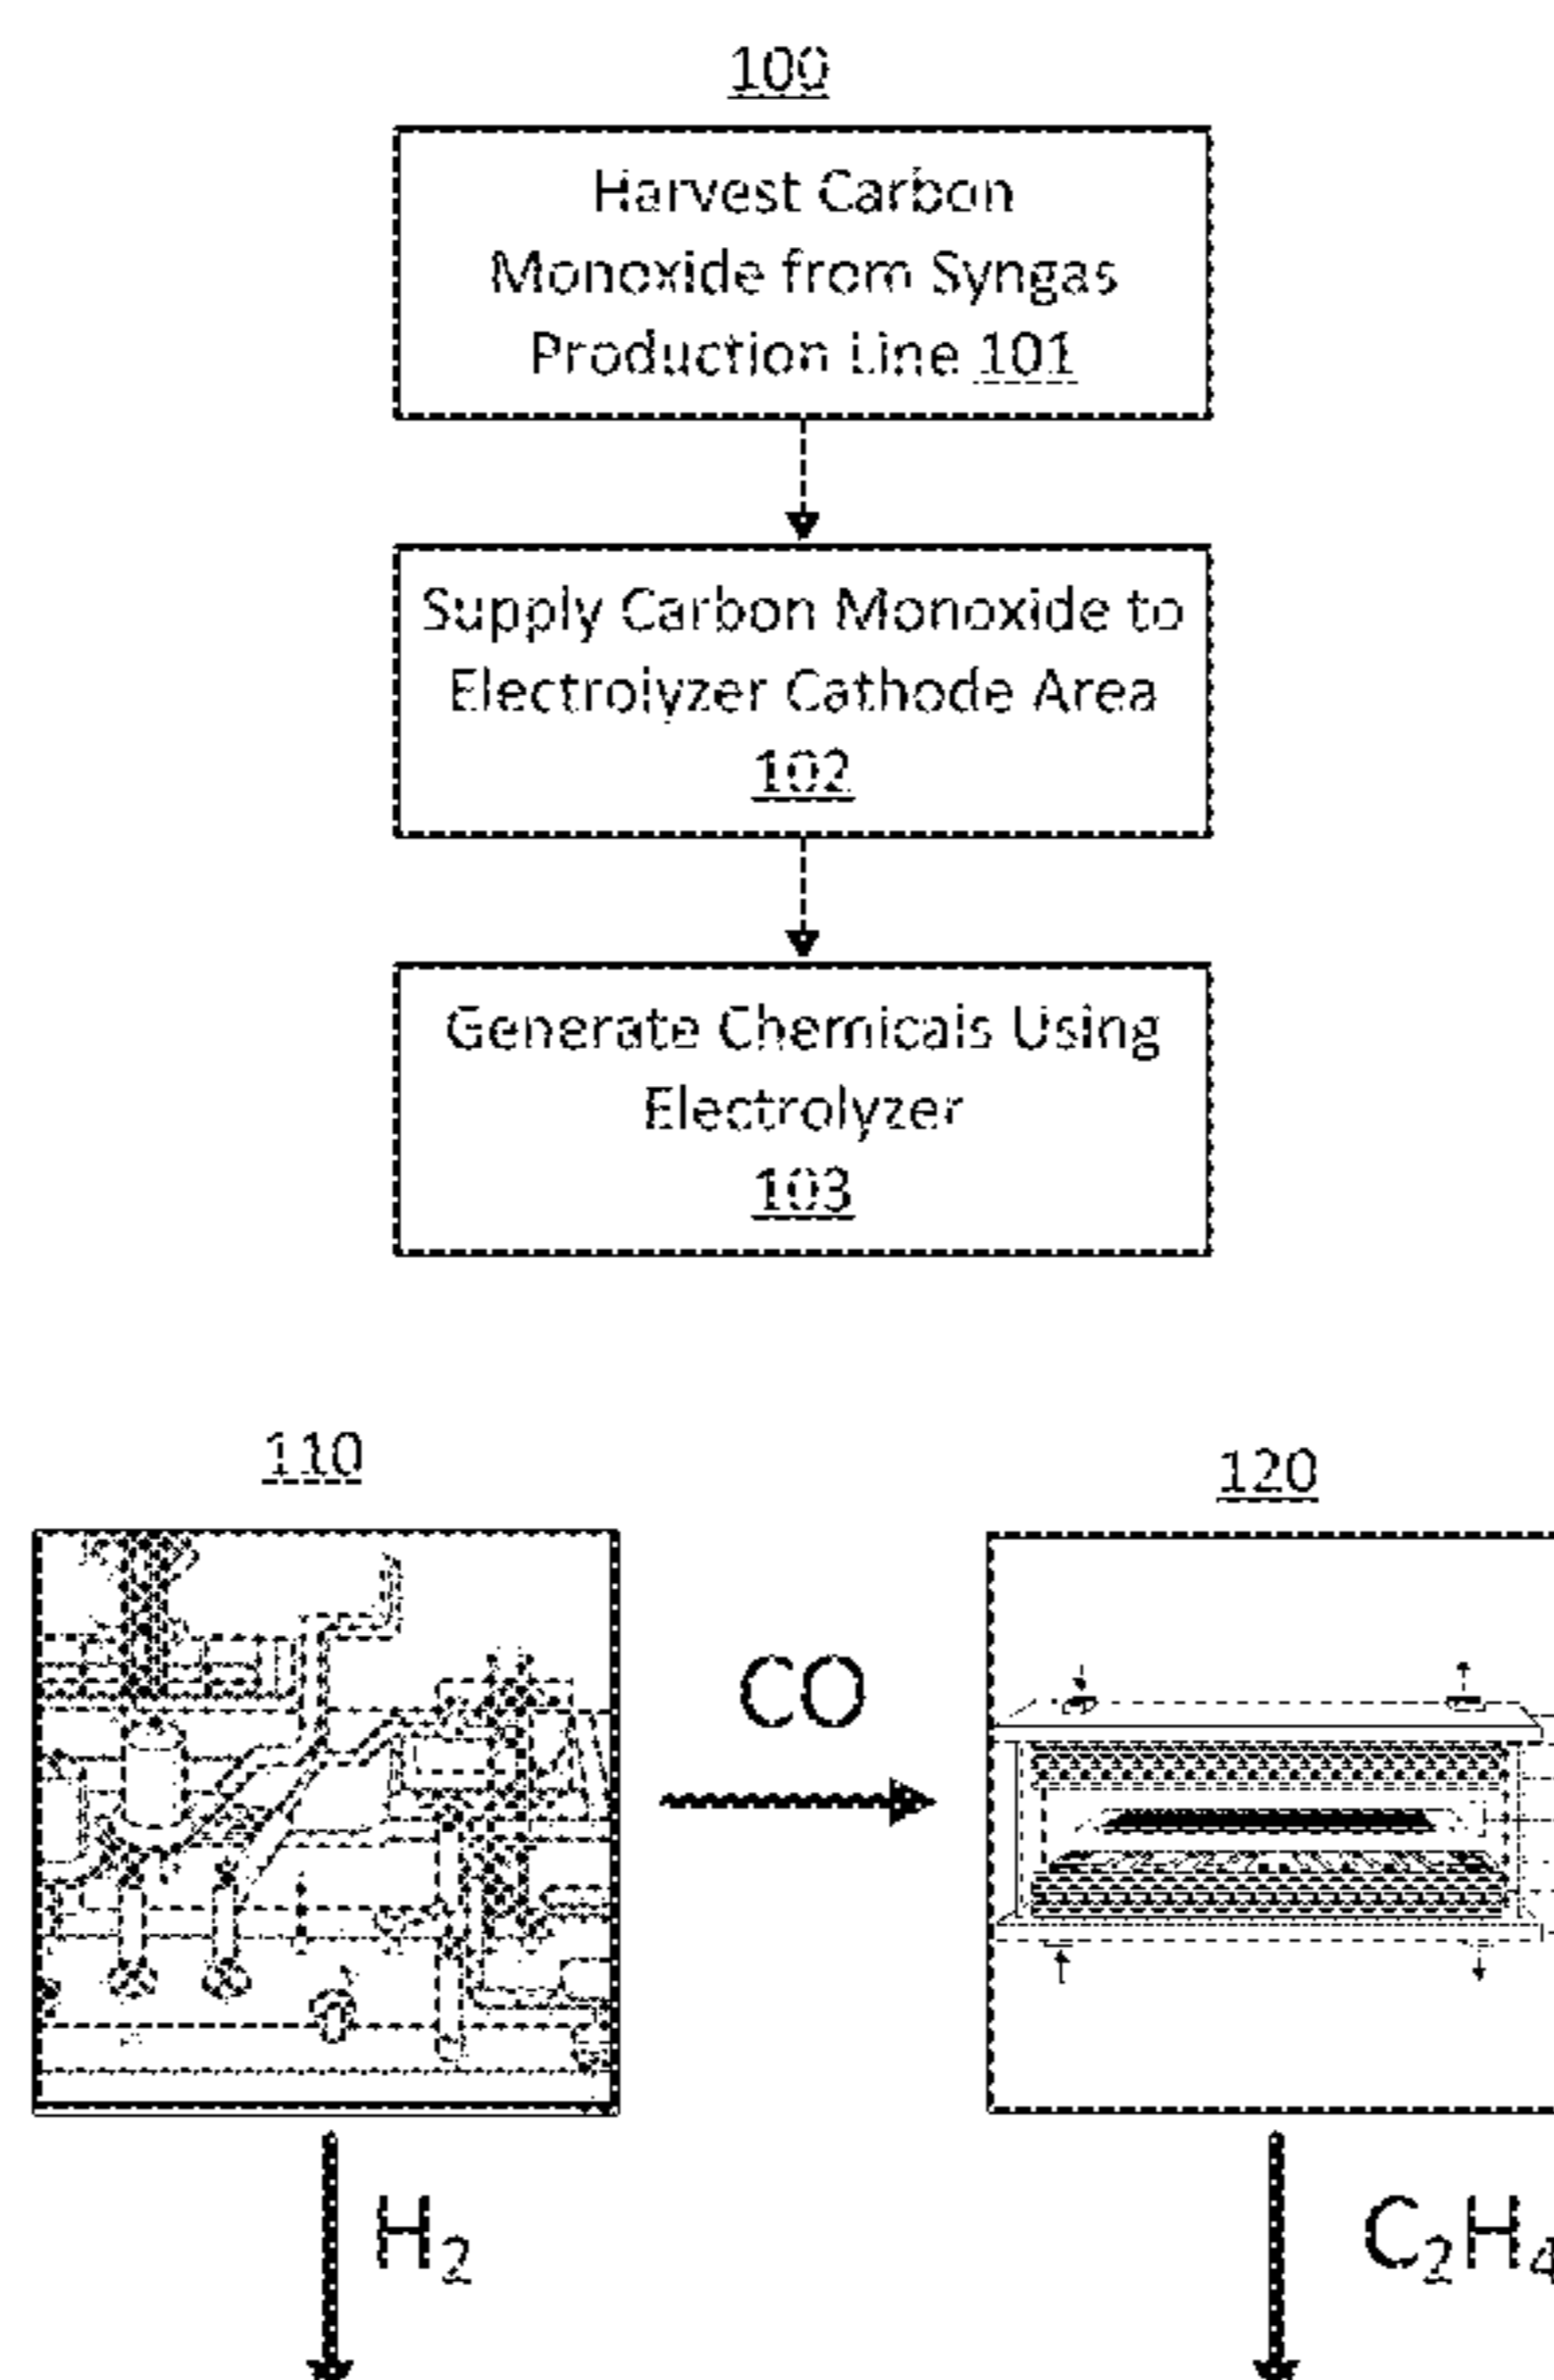 100
Harvest Carbon
Monoxide from Syngas
Production Line 101
Supply Carbon Monoxide to
Electrolyzer Cathode Area
102
Generate Chemicals Using
Electrolyzer
103
110
120
CO
H₂
C₂H₄